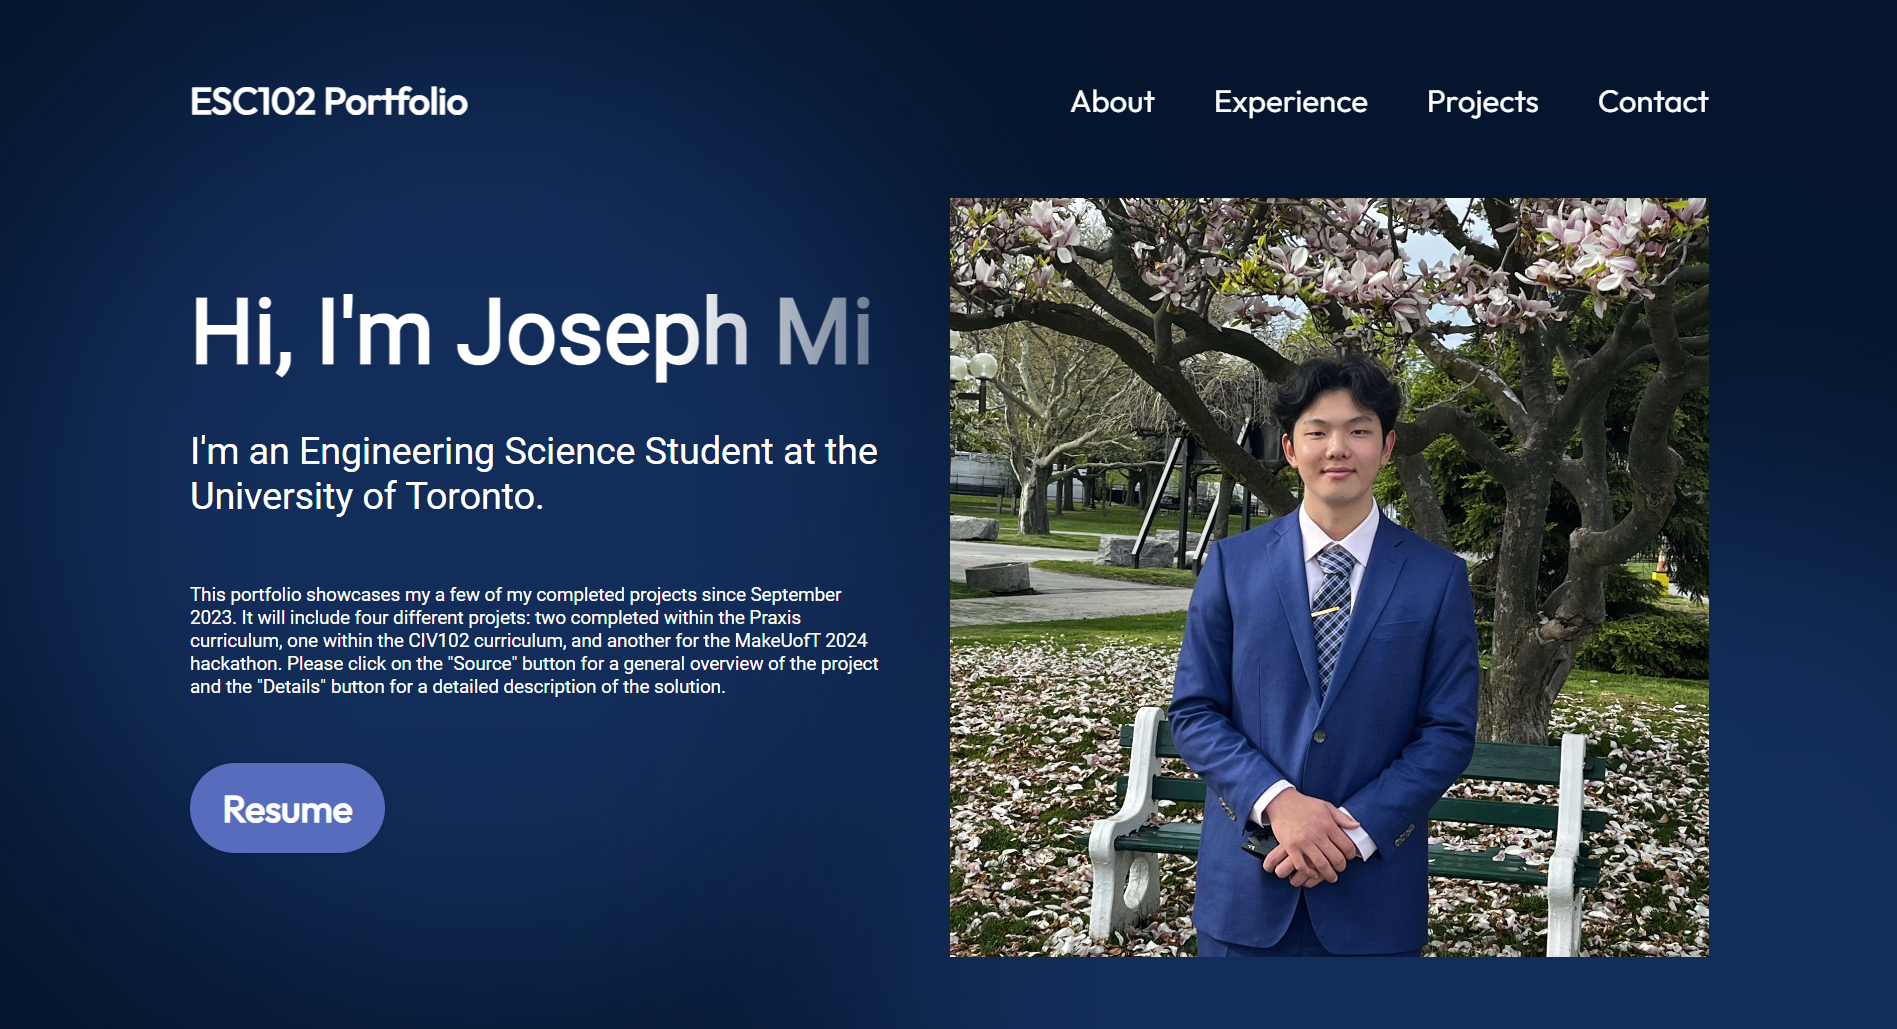 ESC102 Portfolio
About Experience Projects Contact
Hi, I'm Joseph Mi
I'm an Engineering Science Student at the
University of Toronto.
This portfolio showcases my a few of my completed projects since September
2023. It will include four different projets: two completed within the Praxis
curriculum, one within the CIV102 curriculum, and another for the MakeUofT 2024
hackathon. Please click on the "Source" button for a general overview of the project
and the "Details" button for a detailed description of the solution.
Resume